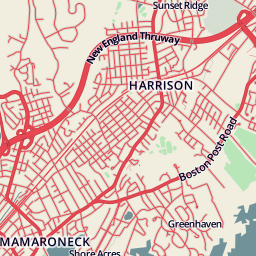 Sunset Ridge
New England Thruway
HARRISON
Boston Post Road
Greenhaven
MAMARONECK
Shore Acres